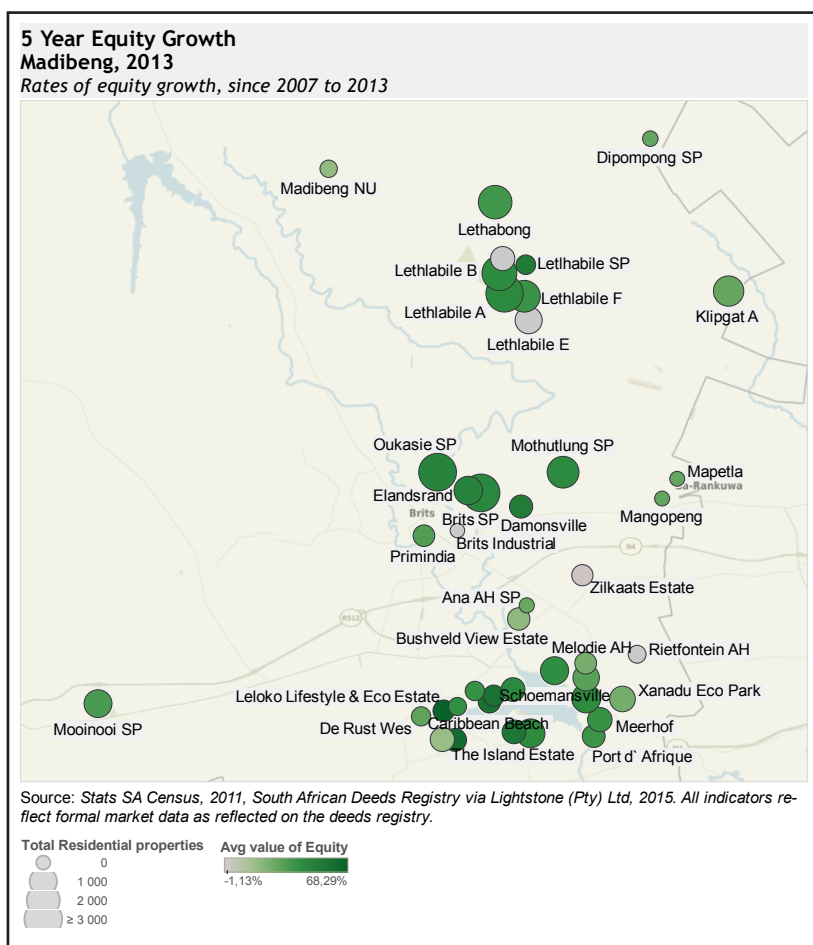 5 Year Equity Growth
Madibeng, 2013
Rates of equity growth, since 2007 to 2013
Dipompong SP
Madibeng NU
Lethabong
Lethlabile B
Letlhabile SP
Lethlabile A
Lethlabile F
Klipgat A
Lethlabile E
Oukasie SP
Mothutlung SP
Mapetla
Elandsrand
Mangopeng
Brits
Brits SP
Damonsville
Brits Industrial
Primindia
N4
Zilkaats Estate
Ana AH SP
R512
Bushveld View Estate
Melodie AH
Rietfontein AH
Leleko Lifestyle & Eco Estate
Schoemansville
Xanadu Eco Park
Mooinooi SP
De Rust Wes
Caribbean Beach
Meerhof
The Island Estate
Port d` Afrique
Source: Stats SA Census, 2011, South African Deeds Registry via Lightstone (Pty) Ltd, 2015. All indicators re-
flect formal market data as reflected on the deeds registry.
Total Residential properties
0
1 000
2 000
≥ 3 000
Avg value of Equity
-1,13%
68,29%